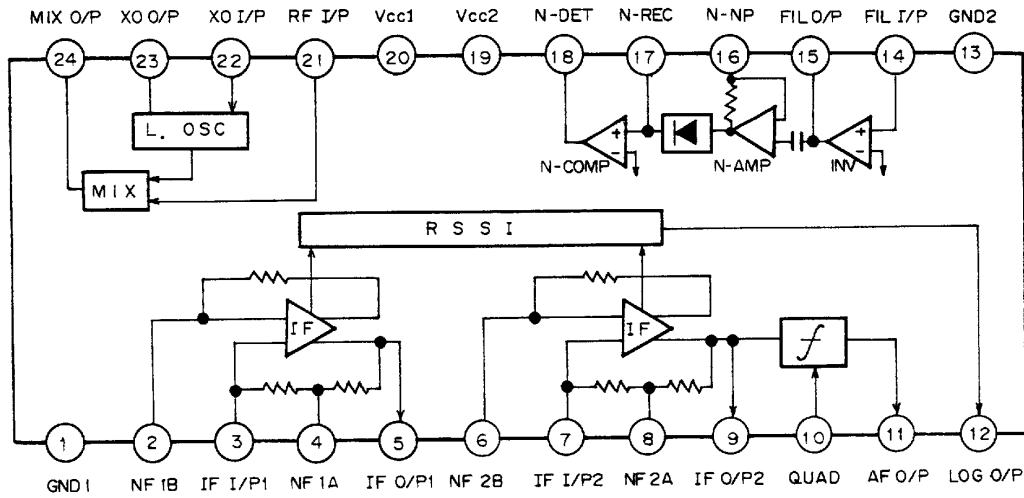 MIX O/P XO O/P XO I/P RF I/P Vcc1 Vcc2 N-DET N-REC N-NP FIL O/P FIL I/P GND2
24 23 22 21 20 19 18 17 16 15 14 13
L. OSC
+ - + -
N-COMP N-AMP INV
MIX
RSSI
IF IF
f
1 2 3 4 5 6 7 8 9 10 11 12
GND1 NF1B IF I/P1 NF1A IF O/P1 NF2B IF I/P2 NF2A IF O/P2 QUAD AF O/P LOG O/P